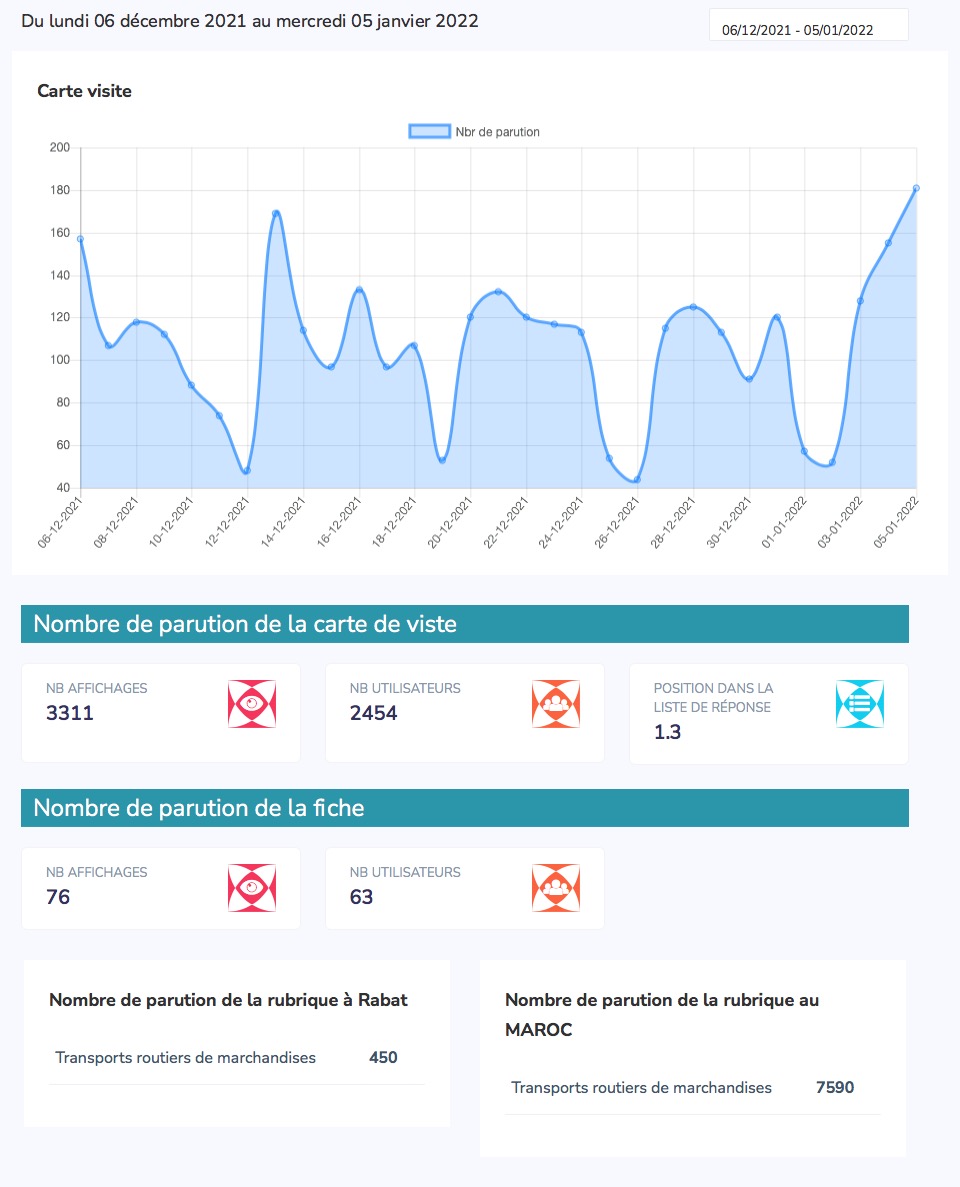 Du lundi 06 décembre 2021 au mercredi 05 janvier 2022
06/12/2021 - 05/01/2022
Carte visite
Nbr de parution
200
180
160
140
120
100
80
60
40
06-12-2021
08-12-2021
10-12-2021
12-12-2021
14-12-2021
16-12-2021
18-12-2021
20-12-2021
22-12-2021
24-12-2021
26-12-2021
28-12-2021
30-12-2021
01-01-2022
03-01-2022
05-01-2022
Nombre de parution de la carte de viste
NB AFFICHAGES
3311
NB UTILISATEURS
2454
POSITION DANS LA
LISTE DE RÉPONSE
1.3
Nombre de parution de la fiche
NB AFFICHAGES
76
NB UTILISATEURS
63
Nombre de parution de la rubrique à Rabat
Transports routiers de marchandises 450
Nombre de parution de la rubrique au
MAROC
Transports routiers de marchandises 7590